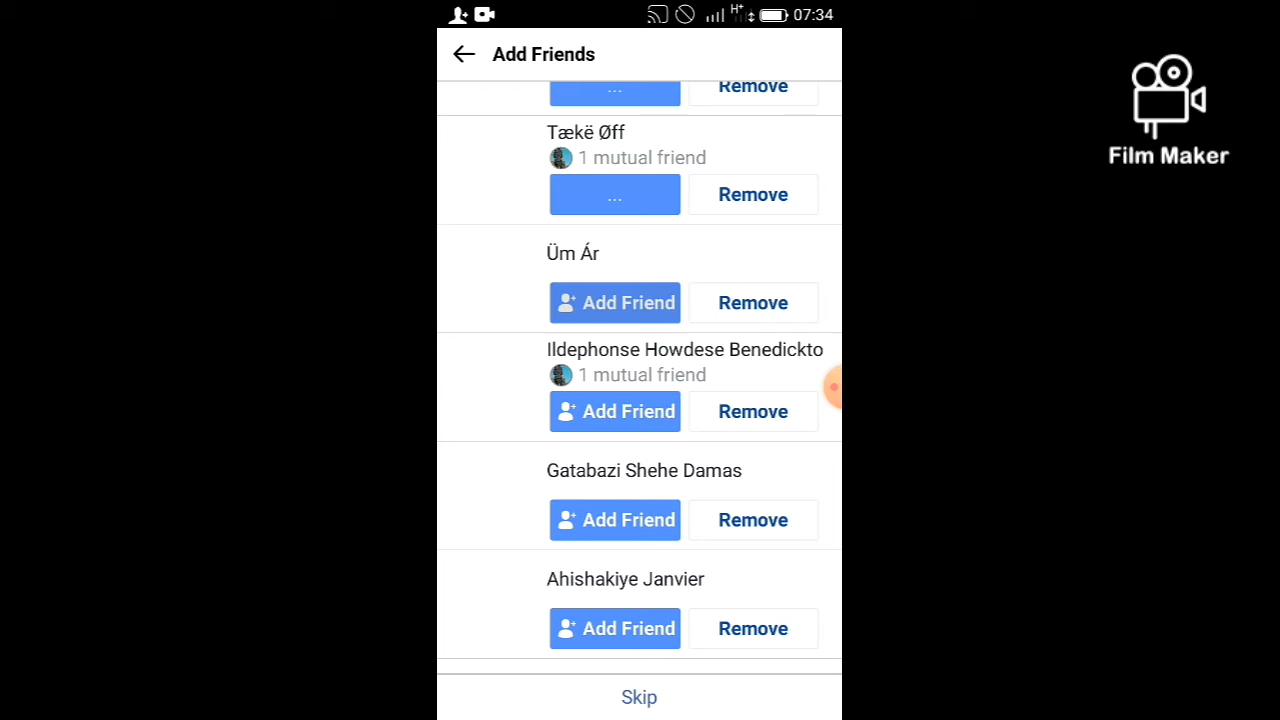 H+ 07:34
Add Friends
... Remove
Tækë Øff
1 mutual friend
... Remove
Üm Ár
Add Friend Remove
Ildephonse Howdese Benedickto
1 mutual friend
Add Friend Remove
Gatabazi Shehe Damas
Add Friend Remove
Ahishakiye Janvier
Add Friend Remove
Skip
Film Maker